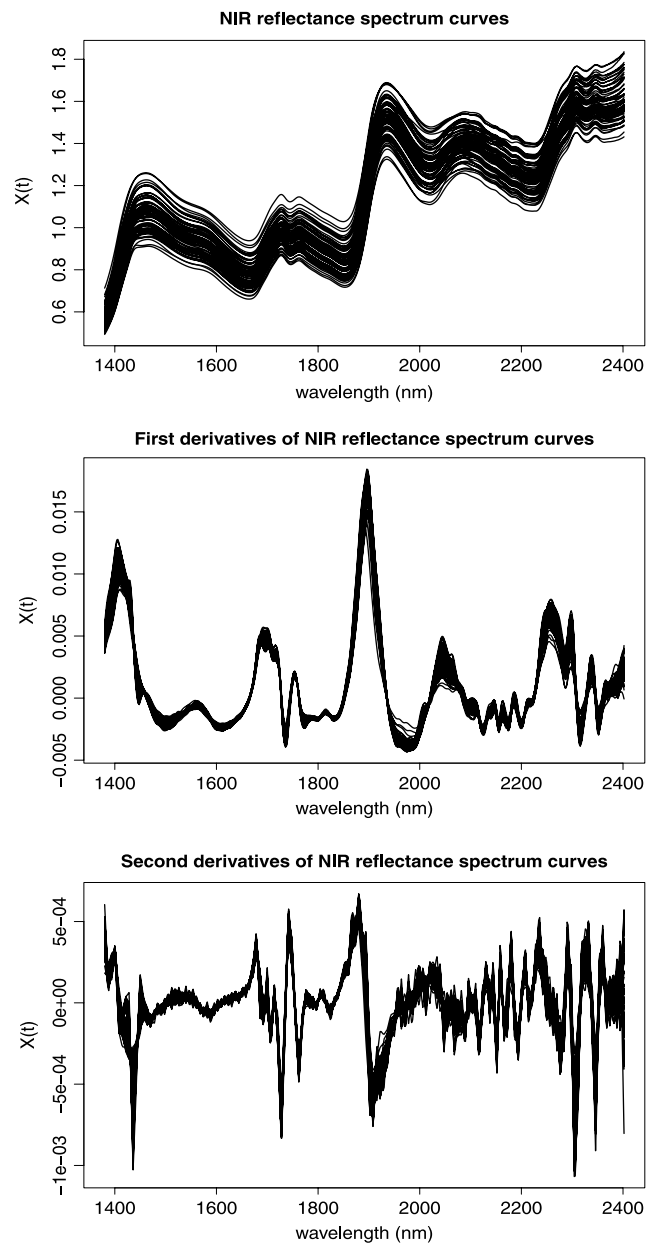 NIR reflectance spectrum curves
X(t)
1.8
1.6
1.4
1.2
1.0
0.8
0.6
1400 1600 1800 2000 2200 2400
wavelength (nm)
First derivatives of NIR reflectance spectrum curves
X(t)
0.015
0.010
0.005
0.000
−0.005
1400 1600 1800 2000 2200 2400
wavelength (nm)
Second derivatives of NIR reflectance spectrum curves
X(t)
5e−04
0e+00
−5e−04
−1e−03
1400 1600 1800 2000 2200 2400
wavelength (nm)